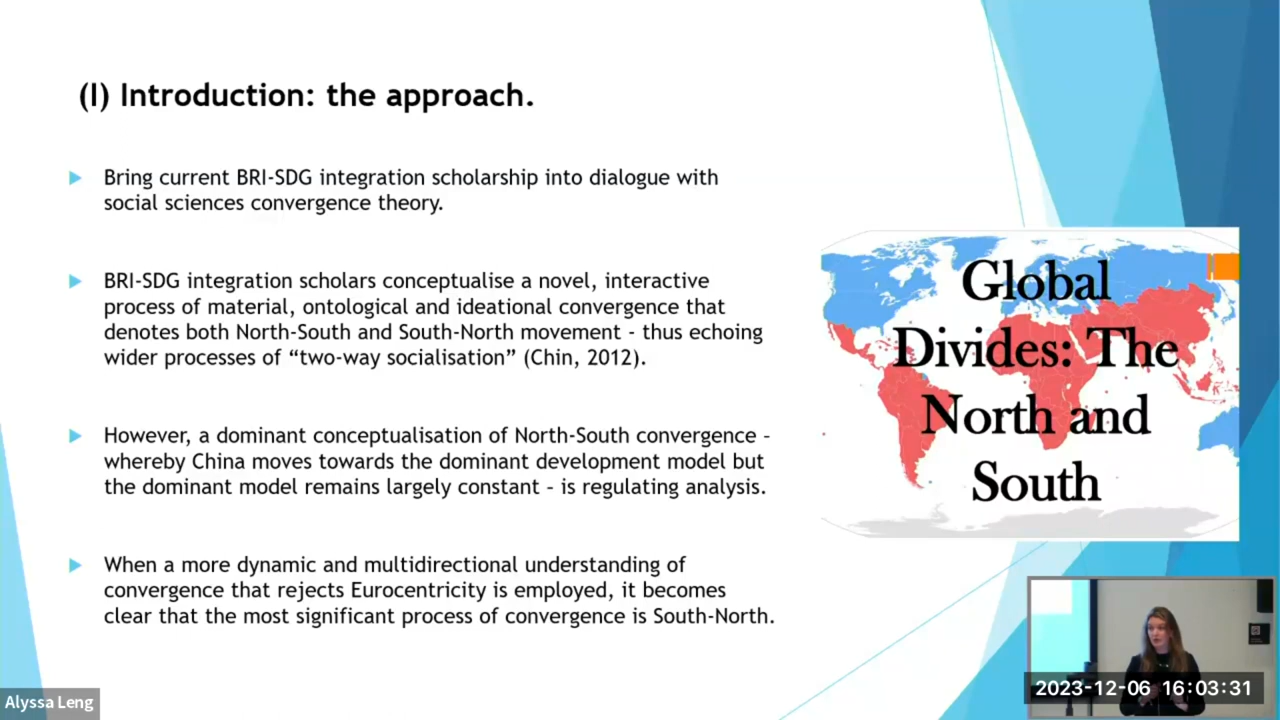 (I) Introduction: the approach.
Bring current BRI-SDG integration scholarship into dialogue with
social sciences convergence theory.
BRI-SDG integration scholars conceptualise a novel, interactive
process of material, ontological and ideational convergence that
denotes both North-South and South-North movement - thus echoing
wider processes of “two-way socialisation” (Chin, 2012).
However, a dominant conceptualisation of North-South convergence –
whereby China moves towards the dominant development model but
the dominant model remains largely constant – is regulating analysis.
When a more dynamic and multidirectional understanding of
convergence that rejects Eurocentricity is employed, it becomes
clear that the most significant process of convergence is South-North.
Global
Divides: The
North and
South
Alyssa Leng
2023-12-06 16:03:31